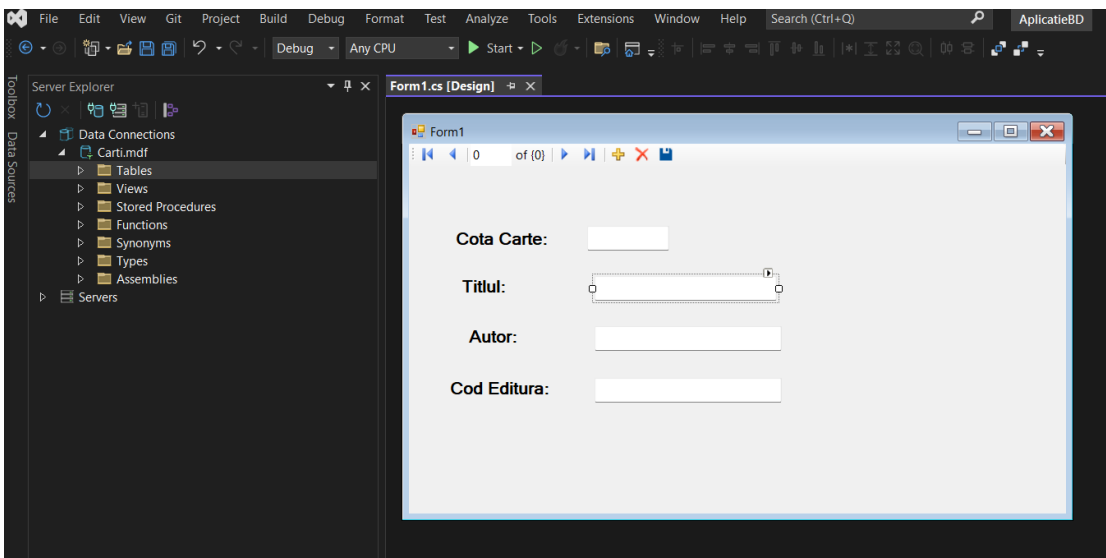 File Edit View Git Project Build Debug Format Test Analyze Tools Extensions Window Help Search (Ctrl+Q) AplicatieBD
Debug Any CPU Start
Toolbox
Data Sources
Server Explorer
Data Connections
Carti.mdf
Tables
Views
Stored Procedures
Functions
Synonyms
Types
Assemblies
Servers
Form1.cs [Design]
Form1
0 of {0}
Cota Carte:
Titlul:
Autor:
Cod Editura: